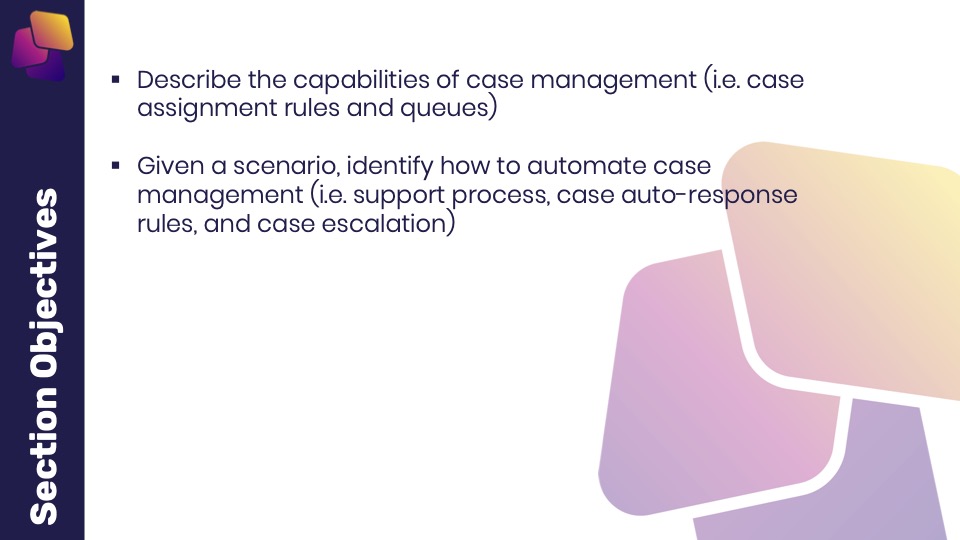 Section Objectives
▪ Describe the capabilities of case management (i.e. case
assignment rules and queues)
▪ Given a scenario, identify how to automate case
management (i.e. support process, case auto-response
rules, and case escalation)